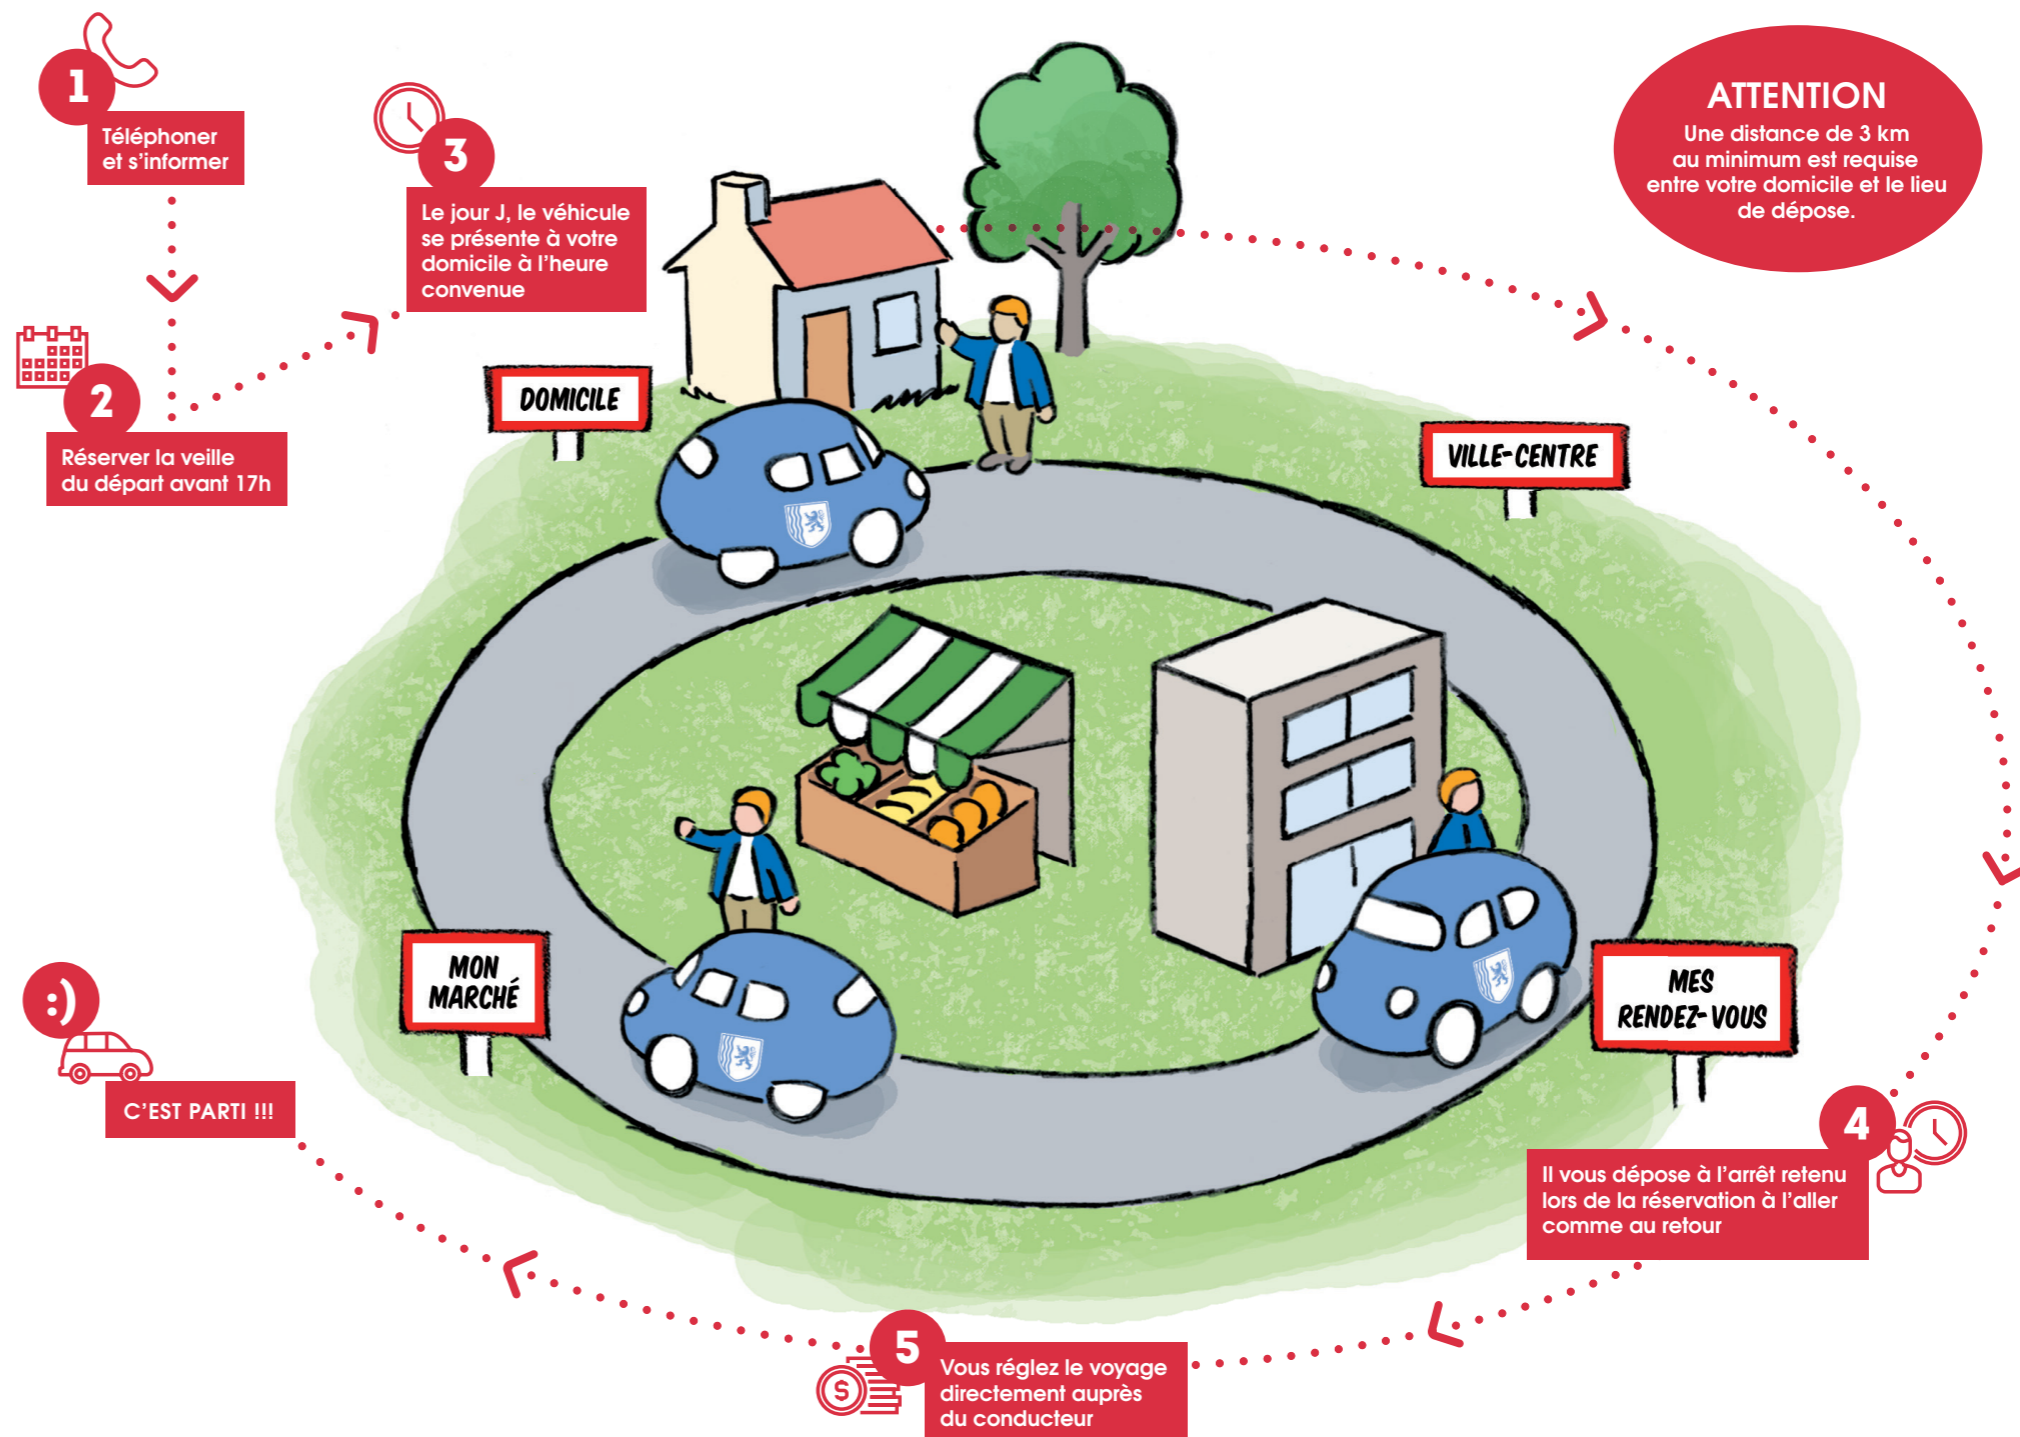 1
Téléphoner
et s'informer
2
Réserver la veille
du départ avant 17h
3
Le jour J, le véhicule
se présente à votre
domicile à l'heure
convenue
ATTENTION
Une distance de 3 km
au minimum est requise
entre votre domicile et le lieu
de dépose.
DOMICILE
VILLE-CENTRE
MON
MARCHÉ
MES
RENDEZ-VOUS
4
Il vous dépose à l'arrêt retenu
lors de la réservation à l'aller
comme au retour
5
$
Vous réglez le voyage
directement auprès
du conducteur
:)
C'EST PARTI !!!